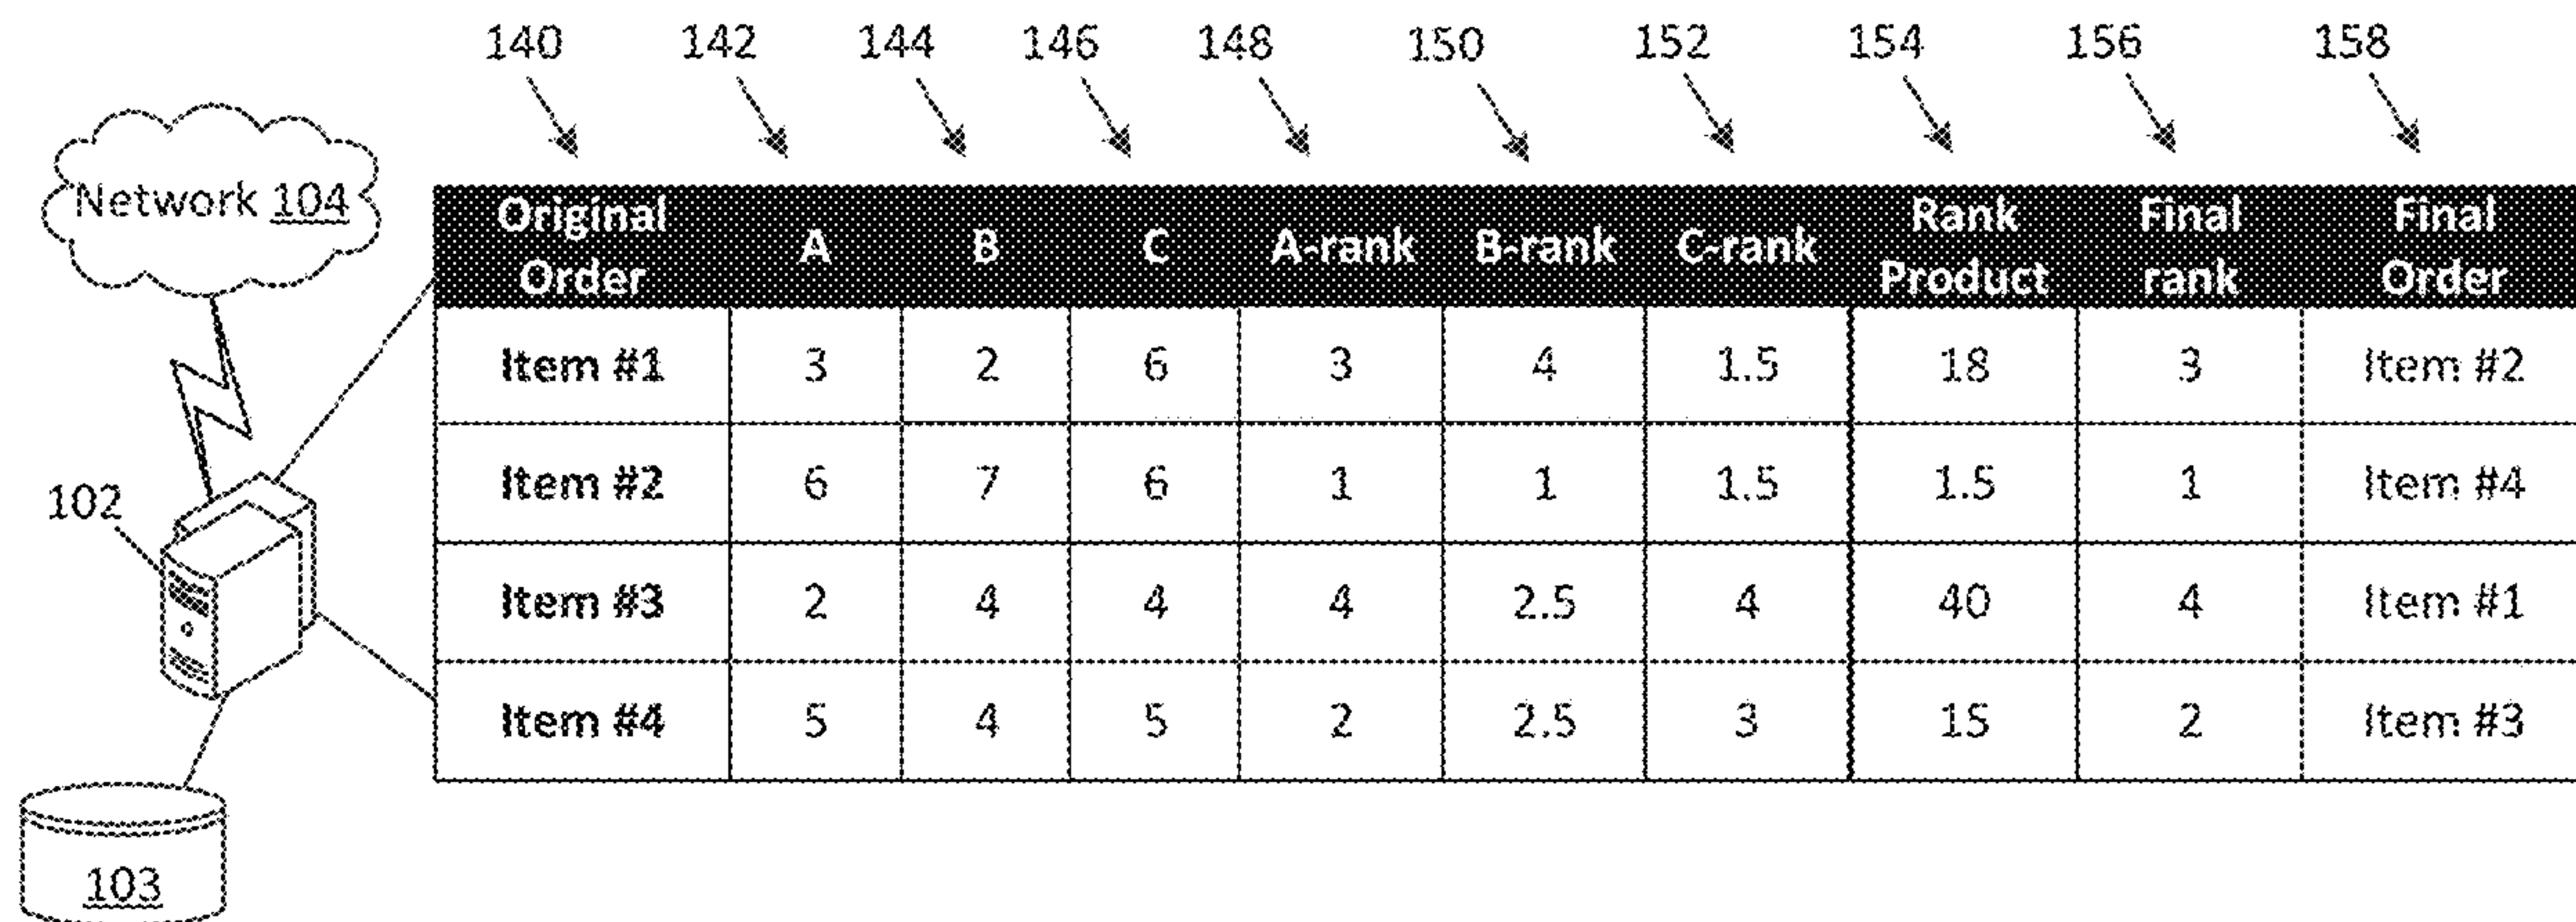 140 142 144 146 148 150 152 154 156 158
Network 104
102
103
Original Order A B C A-rank B-rank C-rank Rank Product Final rank Final Order
Item #1 3 2 6 3 4 1.5 18 3 Item #2
Item #2 6 7 6 1 1 1.5 1.5 1 Item #4
Item #3 2 4 4 4 2.5 4 40 4 Item #1
Item #4 5 4 5 2 2.5 3 15 2 Item #3